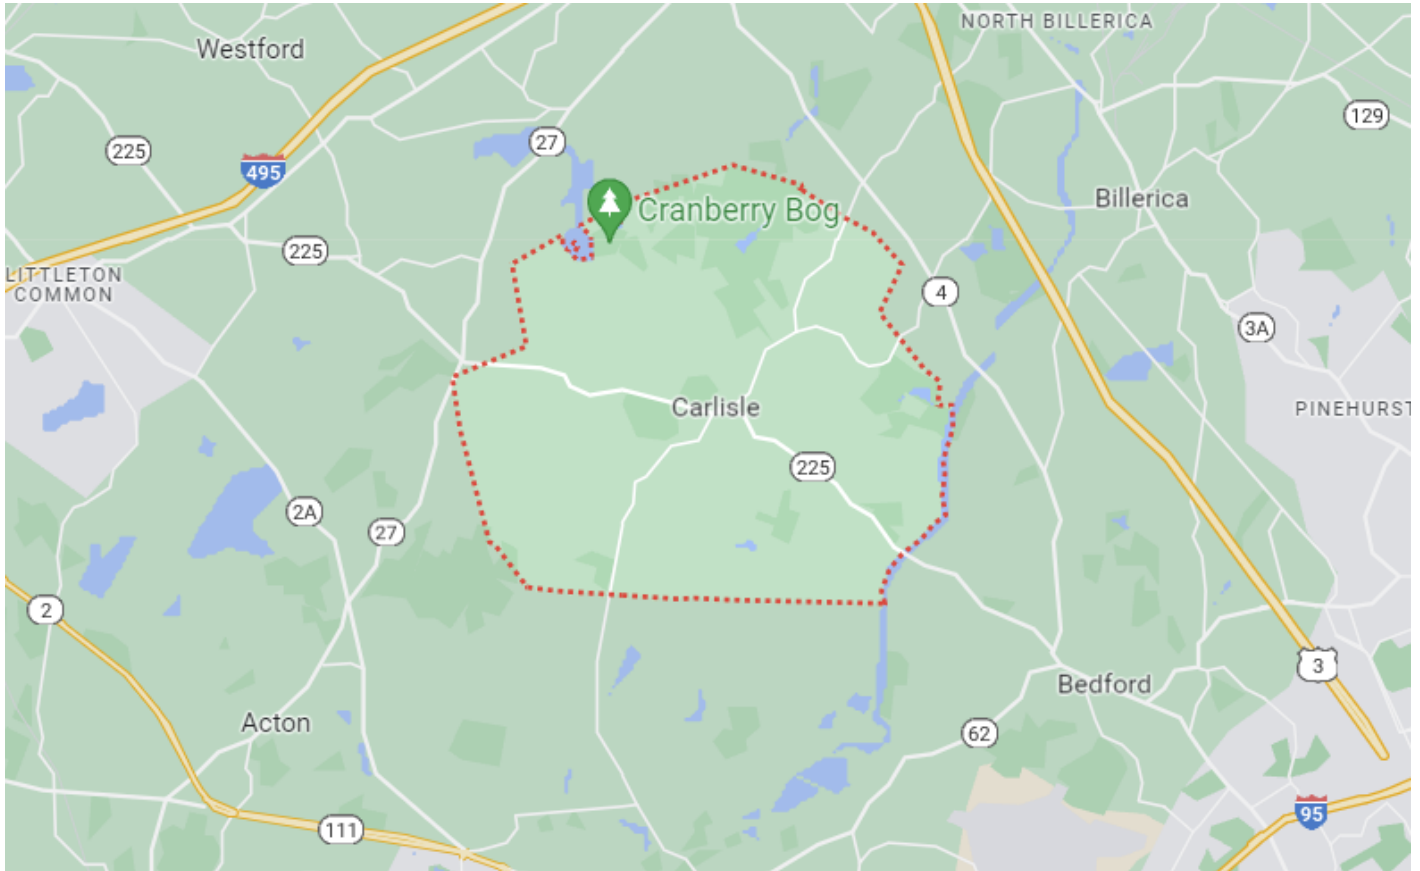 NORTH BILLERICA
Westford
129
27
225
495
Billerica
Cranberry Bog
225
LITTLETON
COMMON
4
3A
Carlisle
PINEHURST
225
2A
27
2
3
Bedford
Acton
62
95
111